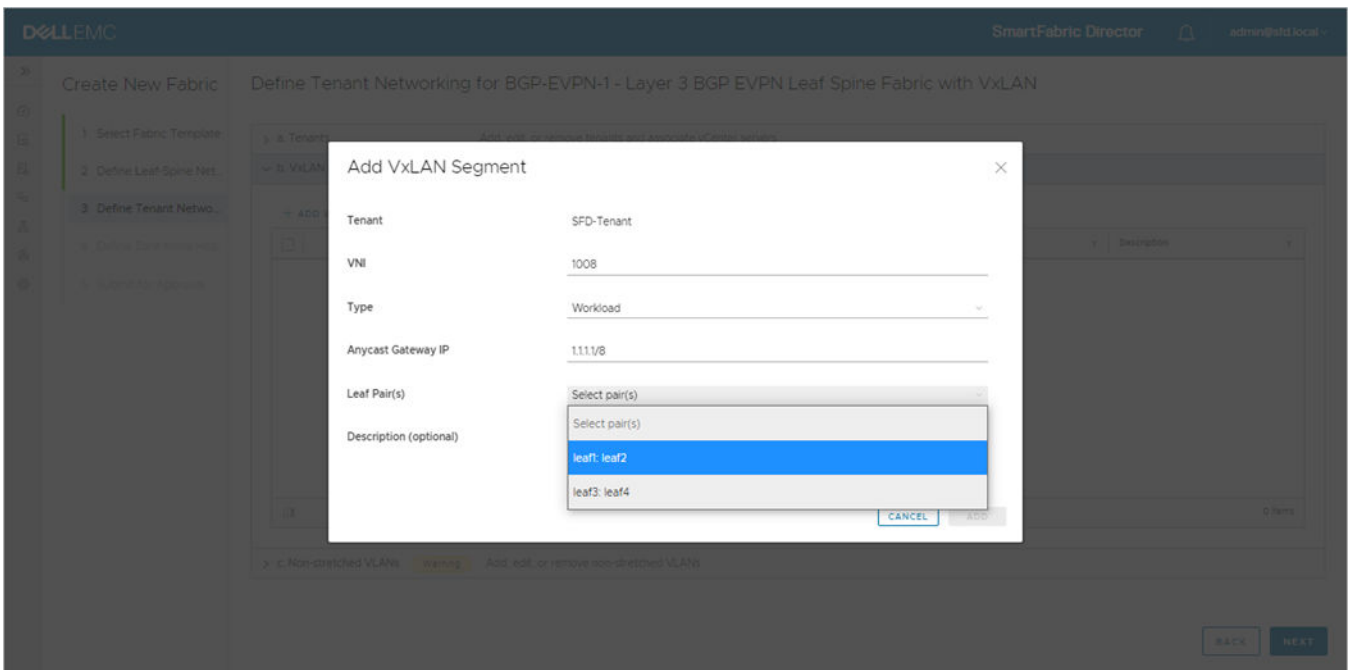 DELLEMC
SmartFabric Director
admin@sfd.local
Create New Fabric
Define Tenant Networking for BGP-EVPN-1 - Layer 3 BGP EVPN Leaf Spine Fabric with VxLAN
1 Select Fabric Template
2 Define Leaf-Spine Net...
3 Define Tenant Netwo...
a. Tenants
Add, edit, or remove tenants and associate vCenter servers
b. VxLAN
+ ADD
Description
Add VxLAN Segment
Tenant
SFD-Tenant
VNI
1008
Type
Workload
Anycast Gateway IP
1.1.1.1/8
Leaf Pair(s)
Select pair(s)
Select pair(s)
Description (optional)
leaf1: leaf2
leaf3: leaf4
CANCEL
ADD
0 items
c. Non-stretched VLANs
Warning
Add, edit, or remove non-stretched VLANs
BACK
NEXT